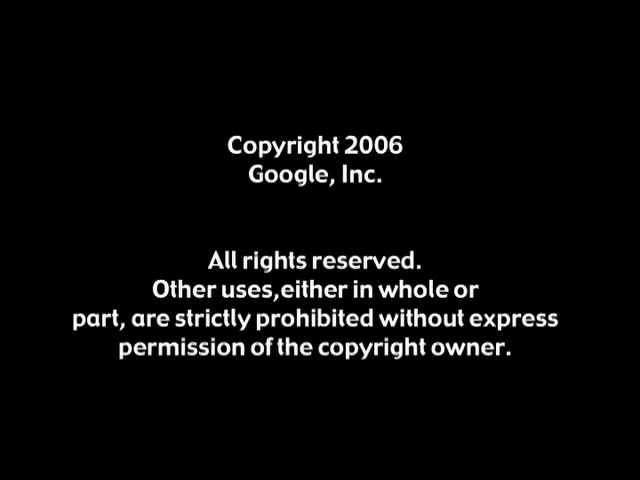 Copyright 2006
Google, Inc.
All rights reserved.
Other uses,either in whole or
part, are strictly prohibited without express
permission of the copyright owner.